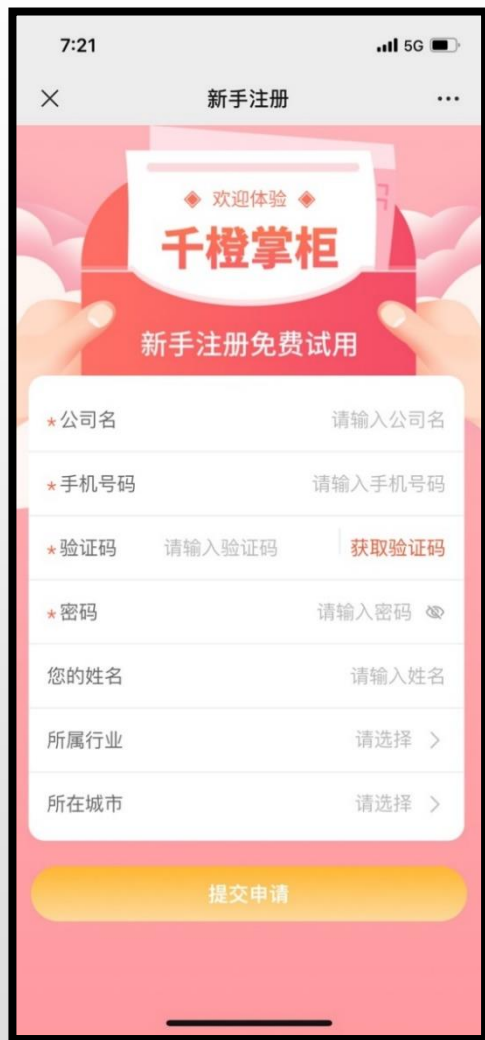 7:21
5G
新手注册
欢迎体验
千橙掌柜
新手注册免费试用
*公司名 请输入公司名
*手机号码 请输入手机号码
*验证码 请输入验证码 获取验证码
*密码 请输入密码
您的姓名 请输入姓名
所属行业 请选择 >
所在城市 请选择 >
提交申请